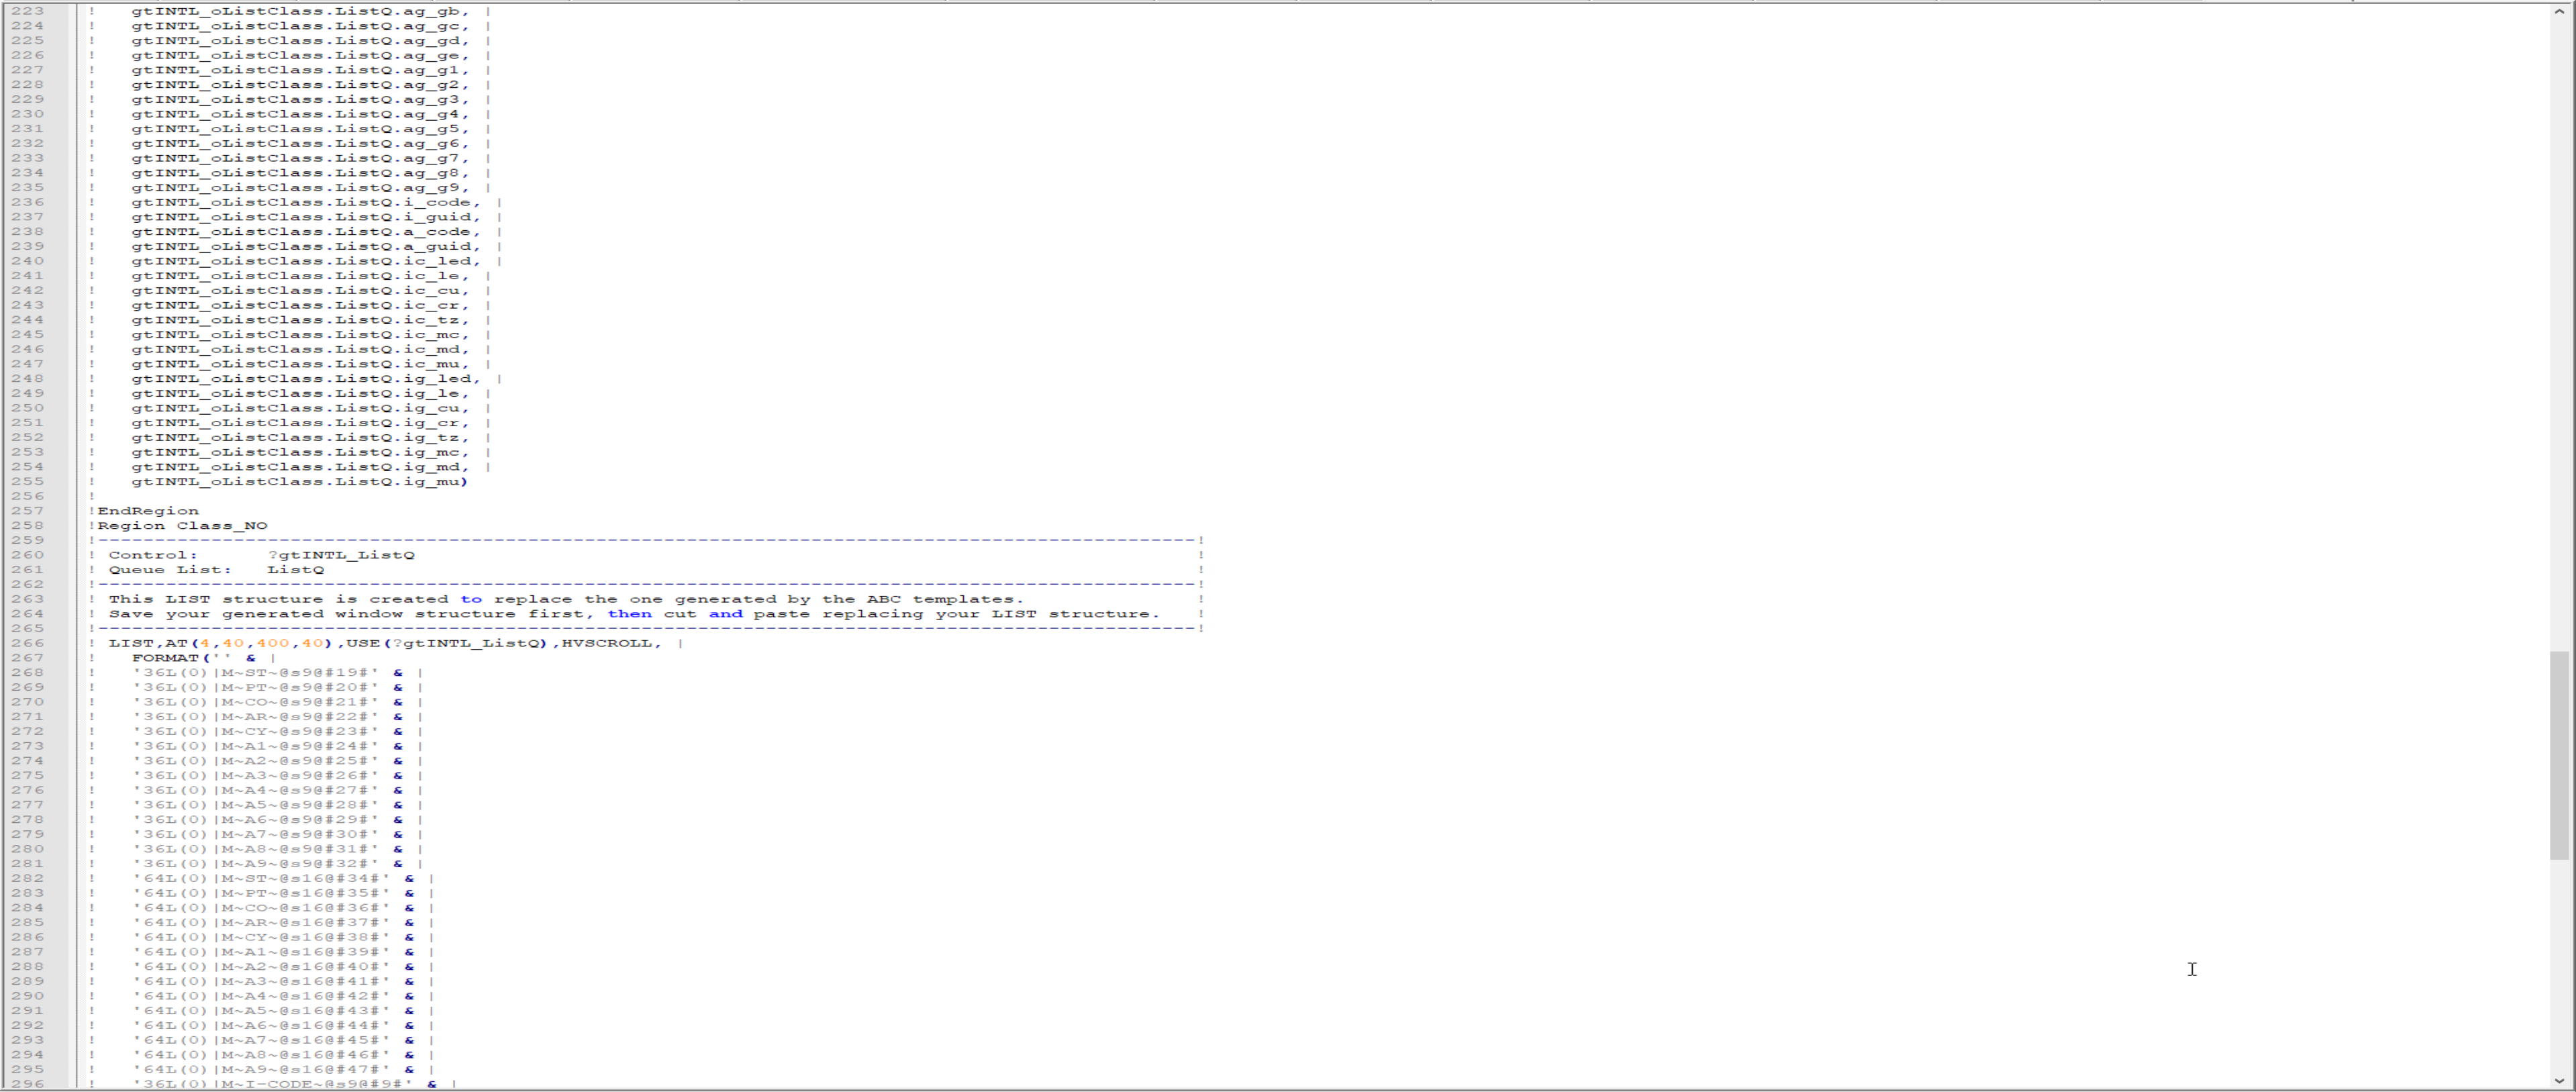 223 ! gtINTL_oListClass.ListQ.ag_gb, |
224 ! gtINTL_oListClass.ListQ.ag_gc, |
225 ! gtINTL_oListClass.ListQ.ag_gd, |
226 ! gtINTL_oListClass.ListQ.ag_ge, |
227 ! gtINTL_oListClass.ListQ.ag_g1, |
228 ! gtINTL_oListClass.ListQ.ag_g2, |
229 ! gtINTL_oListClass.ListQ.ag_g3, |
230 ! gtINTL_oListClass.ListQ.ag_g4, |
231 ! gtINTL_oListClass.ListQ.ag_g5, |
232 ! gtINTL_oListClass.ListQ.ag_g6, |
233 ! gtINTL_oListClass.ListQ.ag_g7, |
234 ! gtINTL_oListClass.ListQ.ag_g8, |
235 ! gtINTL_oListClass.ListQ.ag_g9, |
236 ! gtINTL_oListClass.ListQ.i_code, |
237 ! gtINTL_oListClass.ListQ.i_guid, |
238 ! gtINTL_oListClass.ListQ.a_code, |
239 ! gtINTL_oListClass.ListQ.a_guid, |
240 ! gtINTL_oListClass.ListQ.ic_led, |
241 ! gtINTL_oListClass.ListQ.ic_le, |
242 ! gtINTL_oListClass.ListQ.ic_cu, |
243 ! gtINTL_oListClass.ListQ.ic_cr, |
244 ! gtINTL_oListClass.ListQ.ic_tz, |
245 ! gtINTL_oListClass.ListQ.ic_mc, |
246 ! gtINTL_oListClass.ListQ.ic_md, |
247 ! gtINTL_oListClass.ListQ.ic_mu, |
248 ! gtINTL_oListClass.ListQ.ig_led, |
249 ! gtINTL_oListClass.ListQ.ig_le, |
250 ! gtINTL_oListClass.ListQ.ig_cu, |
251 ! gtINTL_oListClass.ListQ.ig_cr, |
252 ! gtINTL_oListClass.ListQ.ig_tz, |
253 ! gtINTL_oListClass.ListQ.ig_mc, |
254 ! gtINTL_oListClass.ListQ.ig_md, |
255 ! gtINTL_oListClass.ListQ.ig_mu)
256 !
257 !EndRegion
258 !Region Class_NO
259 !-------------------------------------------------------------------------------------------------!
260 ! Control: ?gtINTL_ListQ !
261 ! Queue List: ListQ !
262 !-------------------------------------------------------------------------------------------------!
263 ! This LIST structure is created to replace the one generated by the ABC templates. !
264 ! Save your generated window structure first, then cut and paste replacing your LIST structure. !
265 !-------------------------------------------------------------------------------------------------!
266 ! LIST,AT(4,40,400,40),USE(?gtINTL_ListQ),HVSCROLL, |
267 ! FORMAT('' & |
268 ! '36L(0)|M~ST~@s9@#19#' & |
269 ! '36L(0)|M~PT~@s9@#20#' & |
270 ! '36L(0)|M~CO~@s9@#21#' & |
271 ! '36L(0)|M~AR~@s9@#22#' & |
272 ! '36L(0)|M~CY~@s9@#23#' & |
273 ! '36L(0)|M~A1~@s9@#24#' & |
274 ! '36L(0)|M~A2~@s9@#25#' & |
275 ! '36L(0)|M~A3~@s9@#26#' & |
276 ! '36L(0)|M~A4~@s9@#27#' & |
277 ! '36L(0)|M~A5~@s9@#28#' & |
278 ! '36L(0)|M~A6~@s9@#29#' & |
279 ! '36L(0)|M~A7~@s9@#30#' & |
280 ! '36L(0)|M~A8~@s9@#31#' & |
281 ! '36L(0)|M~A9~@s9@#32#' & |
282 ! '64L(0)|M~ST~@s16@#34#' & |
283 ! '64L(0)|M~PT~@s16@#35#' & |
284 ! '64L(0)|M~CO~@s16@#36#' & |
285 ! '64L(0)|M~AR~@s16@#37#' & |
286 ! '64L(0)|M~CY~@s16@#38#' & |
287 ! '64L(0)|M~A1~@s16@#39#' & |
288 ! '64L(0)|M~A2~@s16@#40#' & |
289 ! '64L(0)|M~A3~@s16@#41#' & |
290 ! '64L(0)|M~A4~@s16@#42#' & |
291 ! '64L(0)|M~A5~@s16@#43#' & |
292 ! '64L(0)|M~A6~@s16@#44#' & |
293 ! '64L(0)|M~A7~@s16@#45#' & |
294 ! '64L(0)|M~A8~@s16@#46#' & |
295 ! '64L(0)|M~A9~@s16@#47#' & |
296 ! '36L(0)|M~I-CODE~@s9@#9#' & |